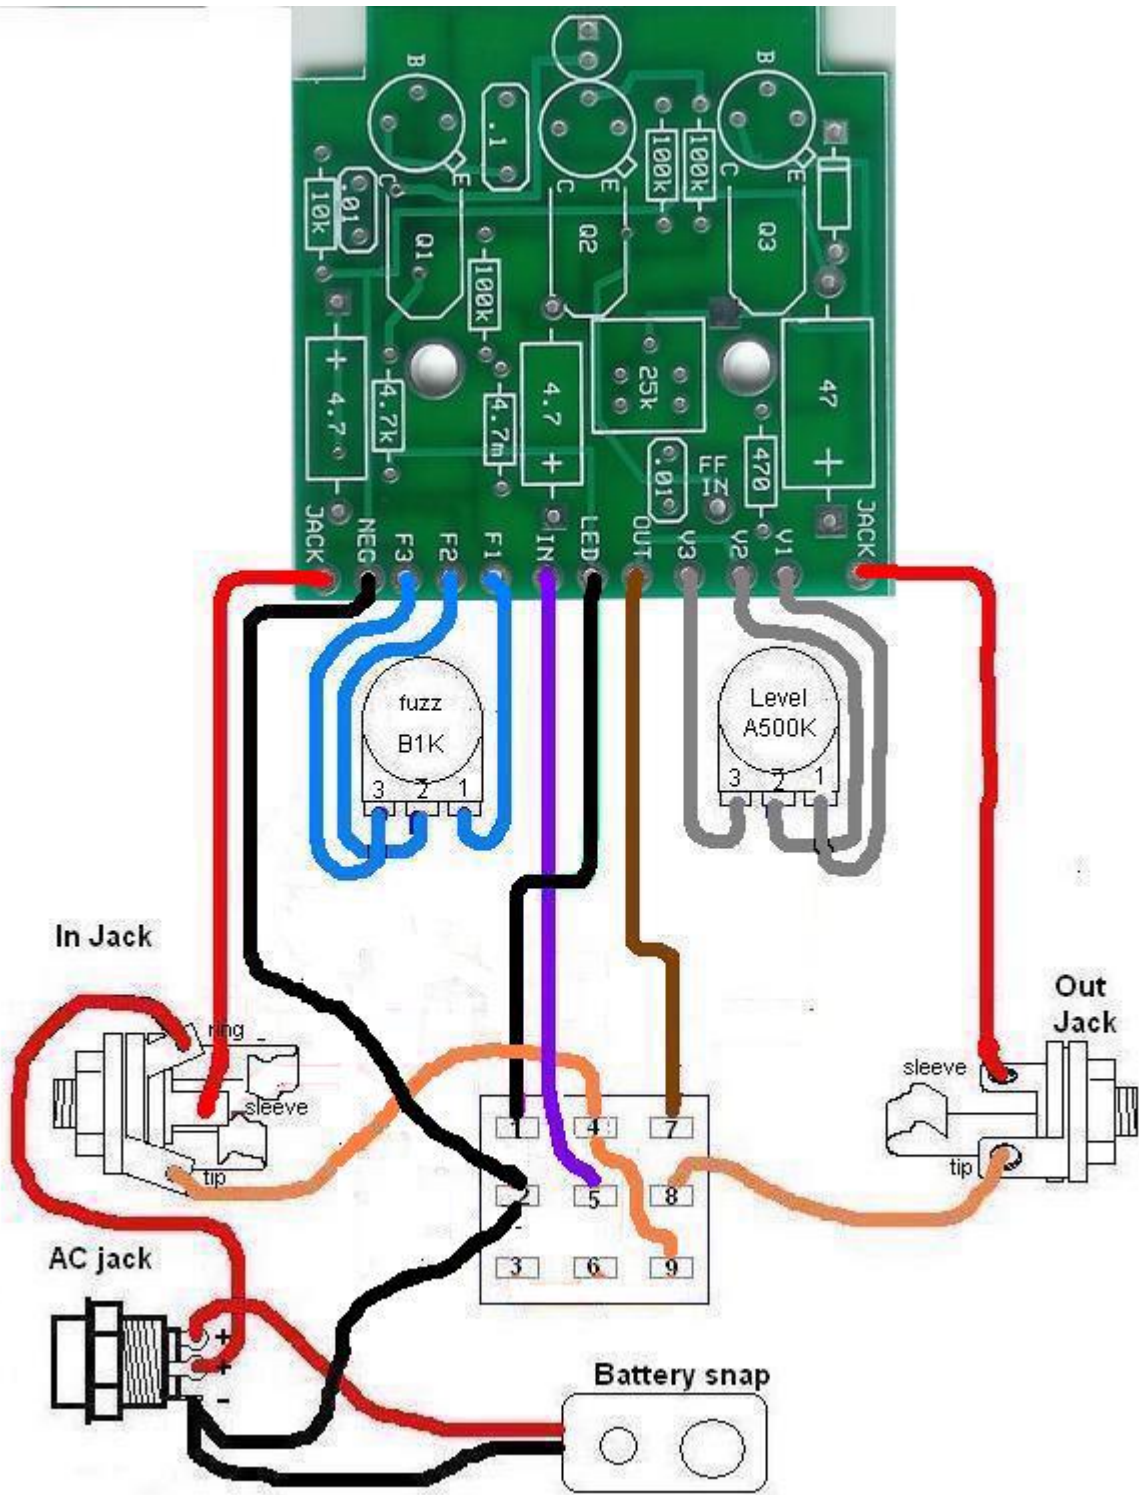 B
B
.1
100k
100k
C
E
C
E
C
E
10k
.01
Q1
Q2
Q3
100k
+
4.7
4.7k
4.7m
4.7
+
25k
47
+
.01
FF
IN
470
JACK
NEG
F3
F2
F1
IN
LED
OUT
V3
V2
V1
JACK
fuzz
B1K
3 2 1
Level
A500K
3 2 1
In Jack
ring
sleeve
tip
Out
Jack
sleeve
tip
1 4 7
2 5 8
3 6 9
AC jack
+
+
-
Battery snap